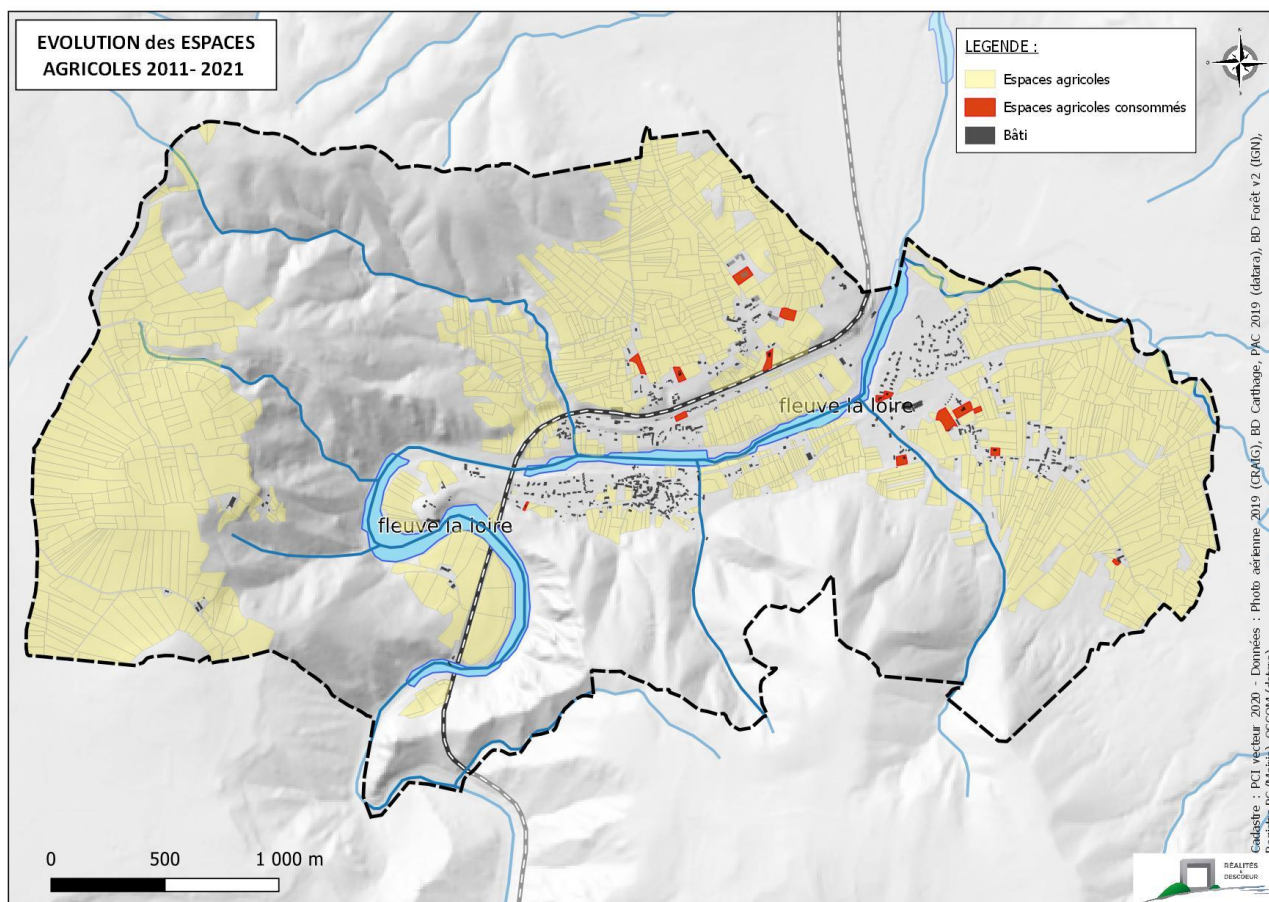 EVOLUTION des ESPACES
AGRICOLES 2011- 2021
LEGENDE :
Espaces agricoles
Espaces agricoles consommés
Bâti
fleuve la loire
fleuve la loire
0 500 1 000 m
Cadastre : PCI vecteur 2020 - Données : Photo aérienne 2019 (CRAIG), BD Carthage, PAC 2019 (datara), BD Forêt v2 (IGN),
RÉALITÉS
&
DESCOEUR